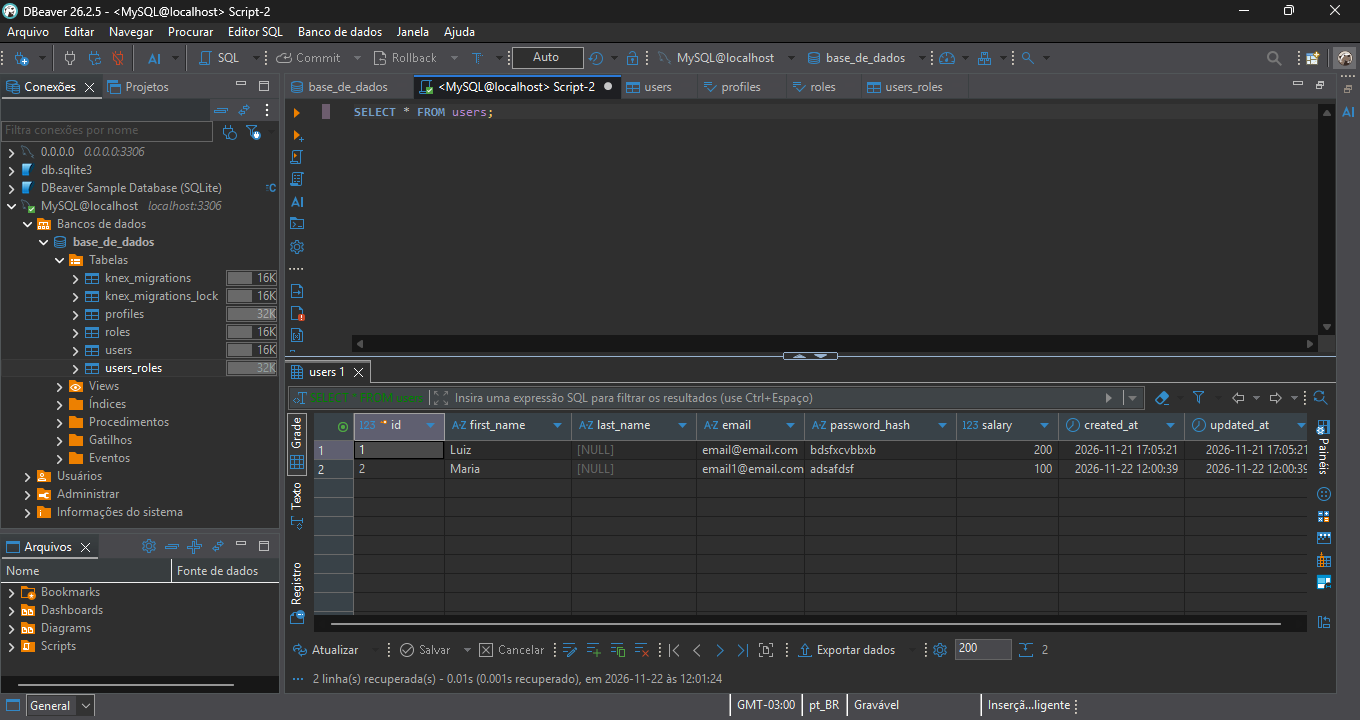 DBeaver 26.2.5 - <MySQL@localhost> Script-2
Arquivo Editar Navegar Procurar Editor SQL Banco de dados Janela Ajuda
AI SQL Commit Rollback T Auto MySQL@localhost base_de_dados
Conexões Projetos
base_de_dados <MySQL@localhost> Script-2 users profiles roles users_roles
SELECT * FROM users;
AI
AI
Filtra conexões por nome
0.0.0.0 0.0.0.0:3306
db.sqlite3
DBeaver Sample Database (SQLite)
MySQL@localhost localhost:3306
Bancos de dados
base_de_dados
Tabelas
knex_migrations 16K
knex_migrations_lock 16K
profiles 32K
roles 16K
users 16K
users_roles 32K
Views
Índices
Procedimentos
Gatilhos
Eventos
Usuários
Administrar
Informações do sistema
Arquivos
Nome Fonte de dados
Bookmarks
Dashboards
Diagrams
Scripts
users 1
SELECT * FROM users Insira uma expressão SQL para filtrar os resultados (use Ctrl+Espaço)
Grade
Texto
Registro
123 id A-Z first_name A-Z last_name A-Z email A-Z password_hash 123 salary created_at updated_at
1 1 Luiz [NULL] email@email.com bdsfxcvbbxb 200 2026-11-21 17:05:21 2026-11-21 17:05:21
2 2 Maria [NULL] email1@email.com adsafdsf 100 2026-11-22 12:00:39 2026-11-22 12:00:39
Painéis
Atualizar Salvar Cancelar Exportar dados 200 2
2 linha(s) recuperada(s) - 0.01s (0.001s recuperado), em 2026-11-22 às 12:01:24
General
GMT-03:00 pt_BR Gravável Inserçã...ligente